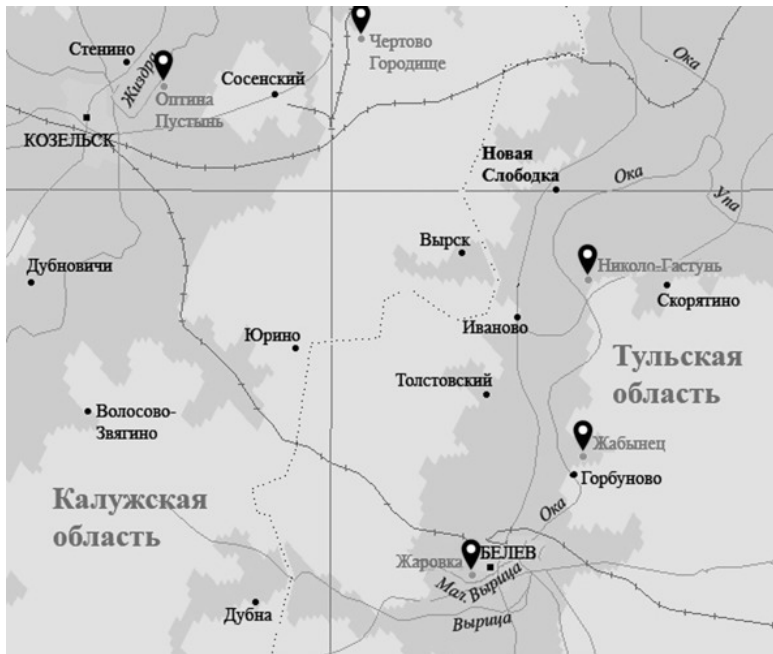 Стенино
Жиздра
Оптина
Пустынь
Сосенский
Чертово
Городище
Ока
КОЗЕЛЬСК
Новая
Слободка
Ока
Упа
Вырск
Дубновичи
Николо-Гастунь
Скорятино
Юрино
Иваново
Тульская
область
Толстовский
Волосово-
Звягино
Жабынец
Горбуново
Калужская
область
Ока
Жаровка
БЕЛЕВ
Мал. Вырица
Дубна
Вырица